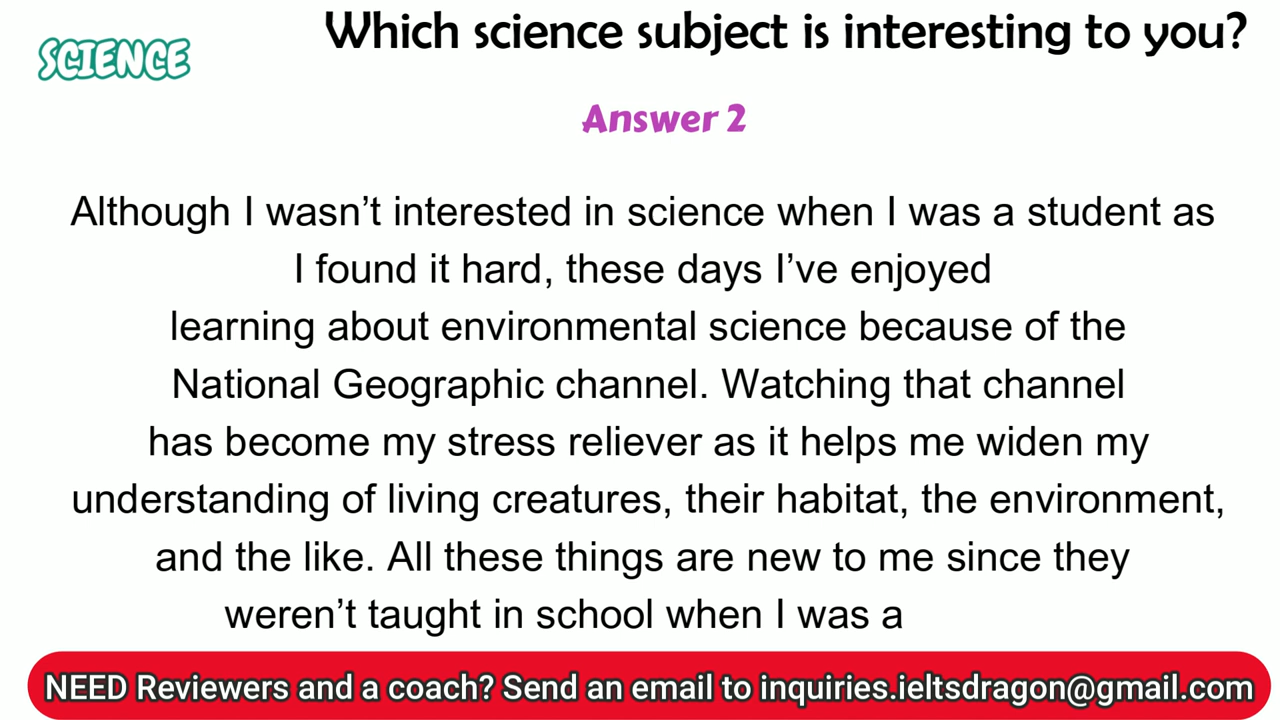 Which science subject is interesting to you?
SCIENCE
Answer 2
Although I wasn’t interested in science when I was a student as
I found it hard, these days I’ve enjoyed
learning about environmental science because of the
National Geographic channel. Watching that channel
has become my stress reliever as it helps me widen my
understanding of living creatures, their habitat, the environment,
and the like. All these things are new to me since they
weren’t taught in school when I was a
NEED Reviewers and a coach? Send an email to inquiries.ieltsdragon@gmail.com